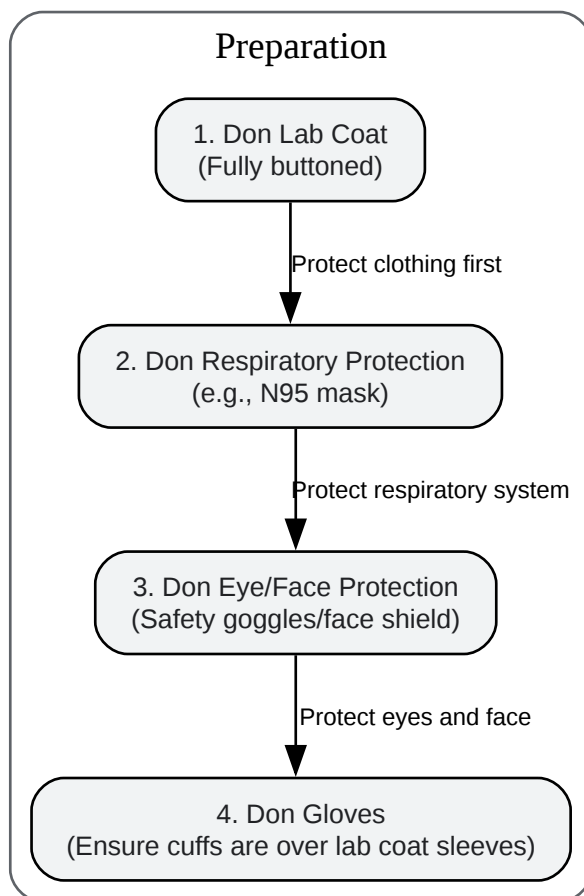 Preparation
1. Don Lab Coat
(Fully buttoned)
Protect clothing first
2. Don Respiratory Protection
(e.g., N95 mask)
Protect respiratory system
3. Don Eye/Face Protection
(Safety goggles/face shield)
Protect eyes and face
4. Don Gloves
(Ensure cuffs are over lab coat sleeves)